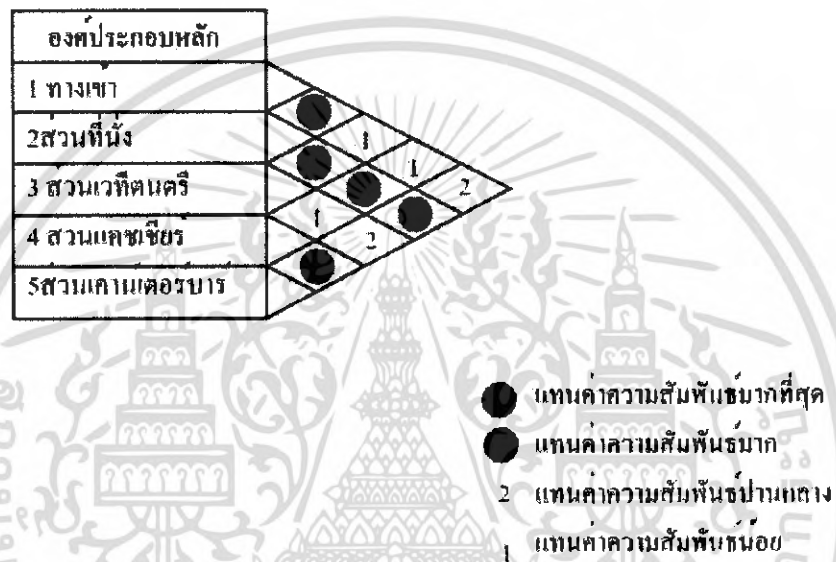 องค์ประกอบหลัก
1 ทางเข้า
2ส่วนที่นั่ง
3 ส่วนเวทีดนตรี
4 ส่วนแคชเชียร์
5ส่วนเคาน์เตอร์บาร์
1
1
2
1
2
แทนค่าความสัมพันธ์มากที่สุด
แทนค่าความสัมพันธ์มาก
2 แทนค่าความสัมพันธ์ปานกลาง
1 แทนค่าความสัมพันธ์น้อย